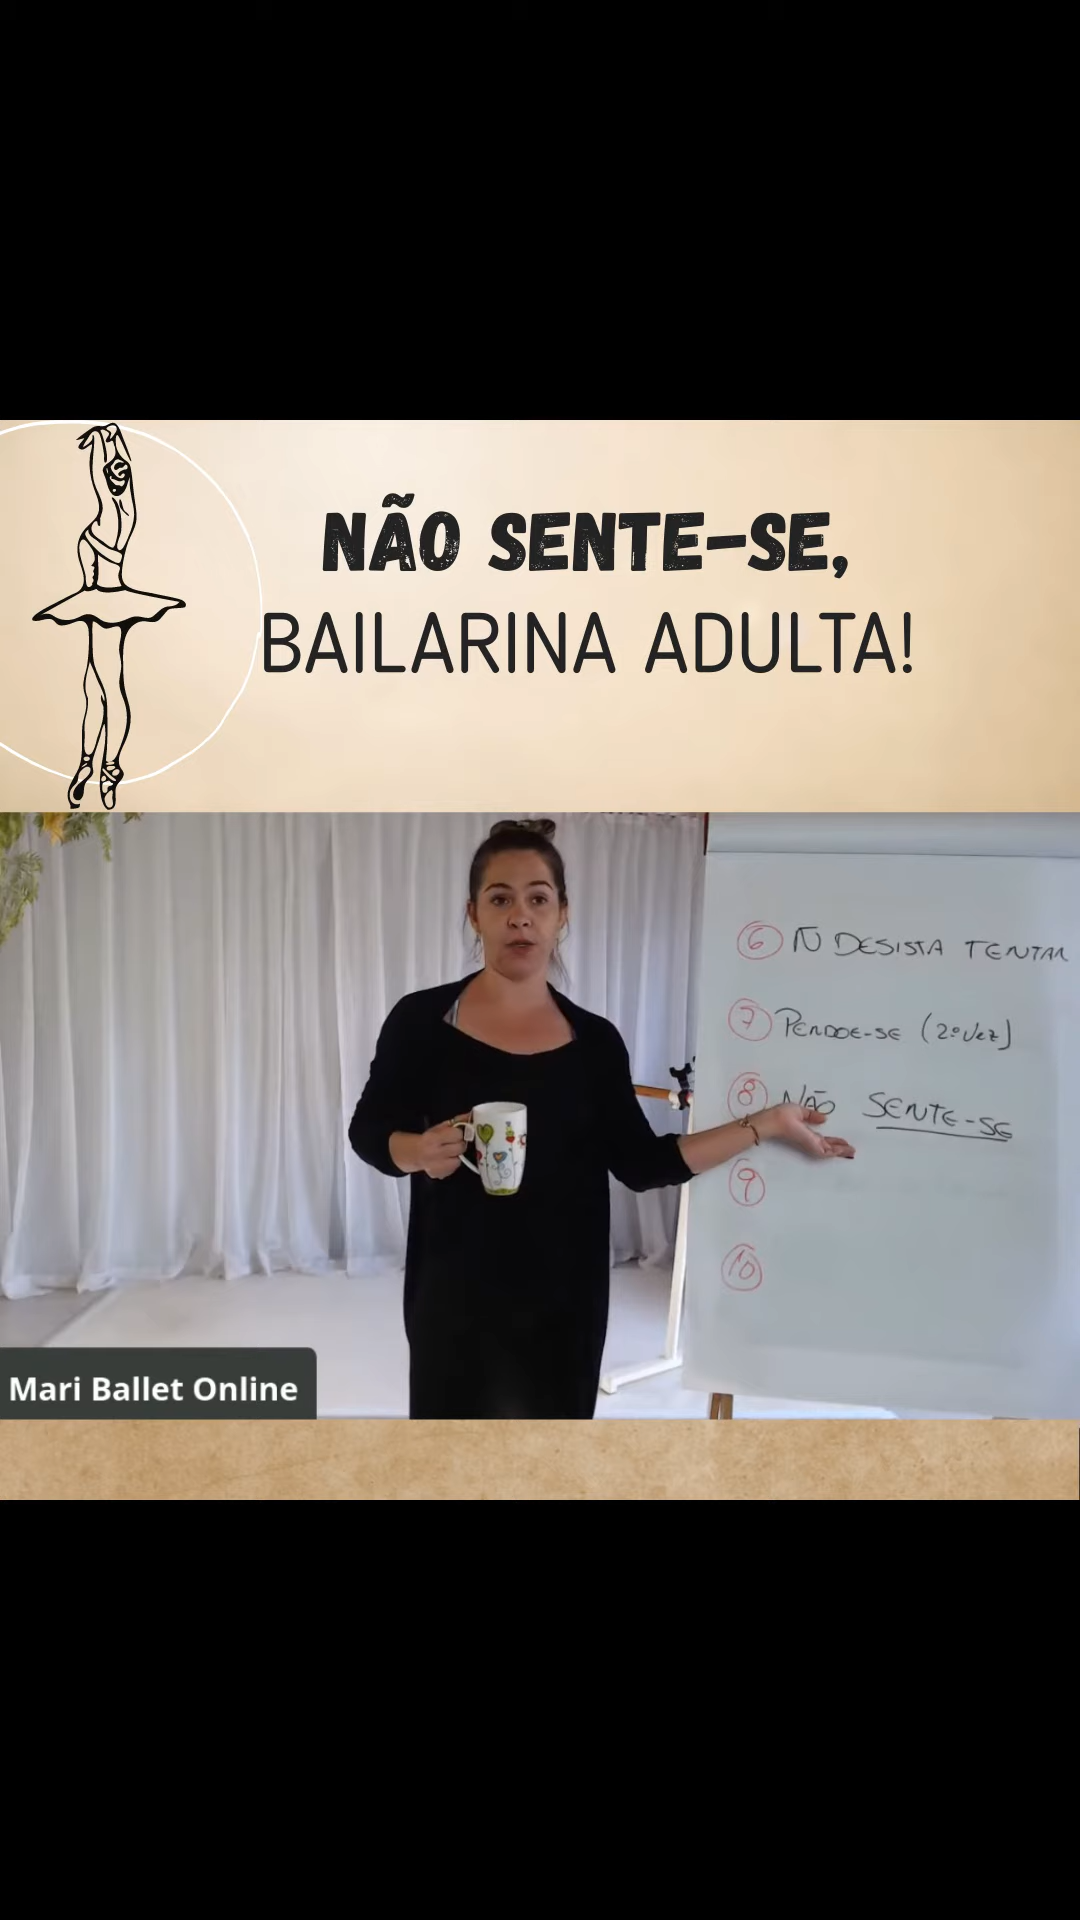 NÃO SENTE-SE,
BAILARINA ADULTA!
6 Ñ DESISTA TENTAR
7 PERDOE-SE (2ª VEZ)
8 NÃO SENTE-SE
9
10
Mari Ballet Online